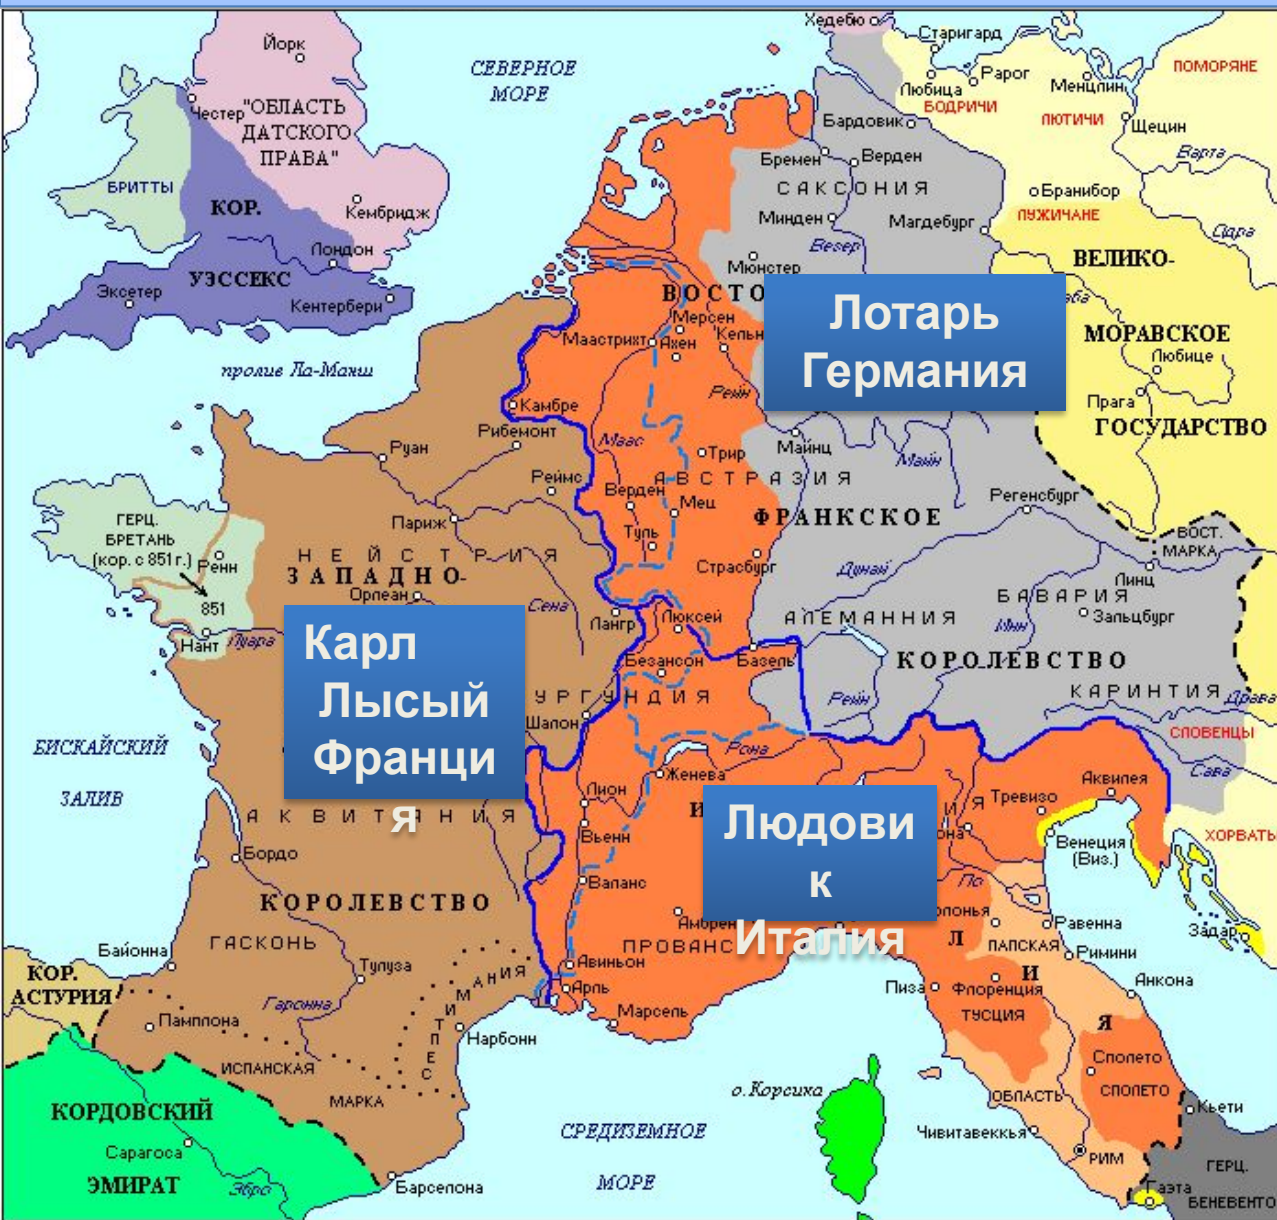 Хедебю
Старигард
Йорк
СЕВЕРНОЕ
МОРЕ
Любица
Рарог
Менцлин
ПОМОРЯНЕ
БОДРИЧИ
ЛЮТИЧИ
Щецин
Честер
"ОБЛАСТЬ
ДАТСКОГО
ПРАВА"
Бардовик
Варта
Бремен
Верден
САКСОНИЯ
БРИТТЫ
КОР.
Кембридж
Бранибор
ЛУЖИЧАНЕ
Минден
Магдебург
Везер
Одра
Лондон
УЭССЕКС
Эксетер
Кентербери
Мюнстер
ВЕЛИКО-
МОРАВСКОЕ
ГОСУДАРСТВО
ВОСТО
Лотарь
Германия
Мерсен
Маастрихт
Ахен
Кельн
Любице
Прага
пролив Ла-Манш
Рейн
Камбре
Рибемонт
Руан
Маас
Трир
Майнц
Майн
Реймс
АВСТРАЗИЯ
Верден
Мец
Регенсбург
ГЕРЦ.
БРЕТАНЬ
(кор. с 851 г.)
Ренн
851
Нант
Париж
Туль
ФРАНКСКОЕ
ВОСТ.
МАРКА
НЕЙСТРИЯ
ЗАПАДНО-
Страсбург
Дунай
Линц
Орлеан
Сена
БАВАРИЯ
Зальцбург
Лангр
Люксей
АЛЕМАННИЯ
Инн
Луара
Карл
Лысый
Франци
я
Безансон
Базель
КОРОЛЕВСТВО
УРГУНДИЯ
Рейн
КАРИНТИЯ
Драва
Шалон
СЛОВЕНЦЫ
БИСКАЙСКИЙ
ЗАЛИВ
Рона
Сава
Женева
Аквилея
Лион
И
ИЯ
Тревизо
Людови
к
Италия
АКВИТАНИЯ
Вьенн
она
Венеция
(Виз.)
ХОРВАТЫ
Бордо
Валанс
По
КОРОЛЕВСТВО
Амбрен
олонья
Равенна
Задар
ГАСКОНЬ
ПРОВАНС
Л
ПАПСКАЯ
Римини
Байонна
Тулуза
Авиньон
И
Анкона
КОР.
АСТУРИЯ
СЕПТИМАНИЯ
Арль
Пиза
Флоренция
Гаронна
ТУСЦИЯ
Я
Памплона
Марсель
Нарбонн
Сполето
ИСПАНСКАЯ
МАРКА
о.Корсика
ОБЛАСТЬ
СПОЛЕТО
КОРДОВСКИЙ
Кьети
Сарагоса
СРЕДИЗЕМНОЕ
МОРЕ
Чивитавеккья
РИМ
ГЕРЦ.
ЭМИРАТ
Эбро
Барселона
Гаэта
БЕНЕВЕНТО